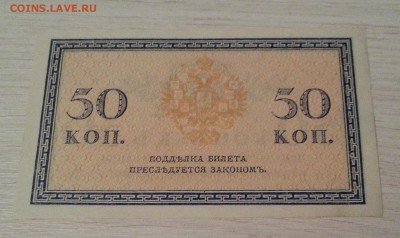 COINS.LAVE.RU
50 50
КОП. КОП.
ПОДДѢЛКА БИЛЕТА
ПРЕСЛѢДУЕТСЯ ЗАКОНОМЪ.